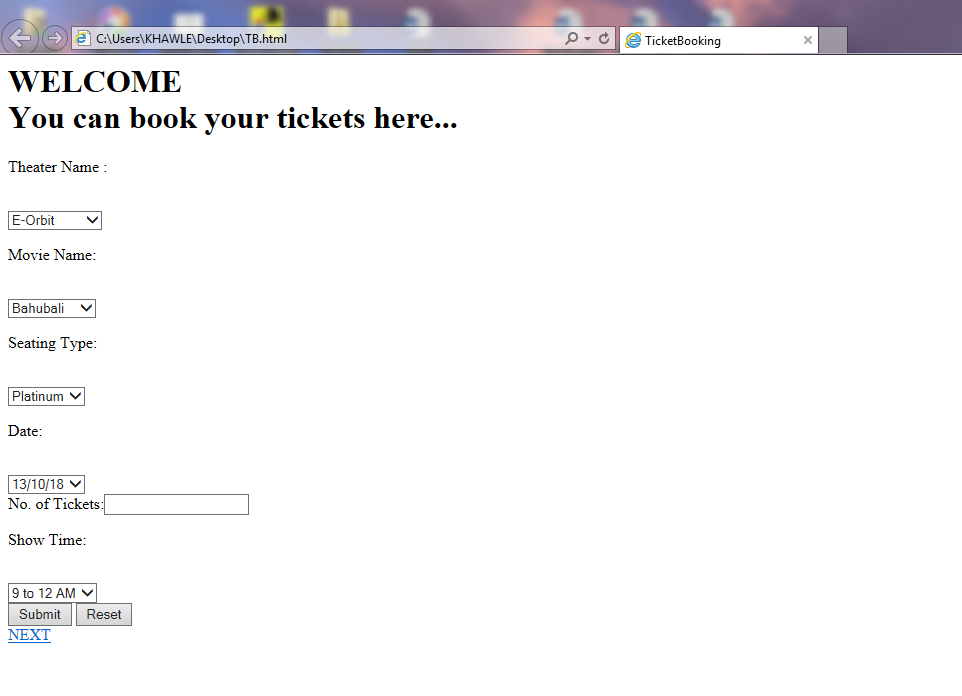 C:\Users\KHAWLE\Desktop\TB.html
TicketBooking
WELCOME
You can book your tickets here...
Theater Name :
E-Orbit
Movie Name:
Bahubali
Seating Type:
Platinum
Date:
13/10/18
No. of Tickets:
Show Time:
9 to 12 AM
Submit Reset
NEXT